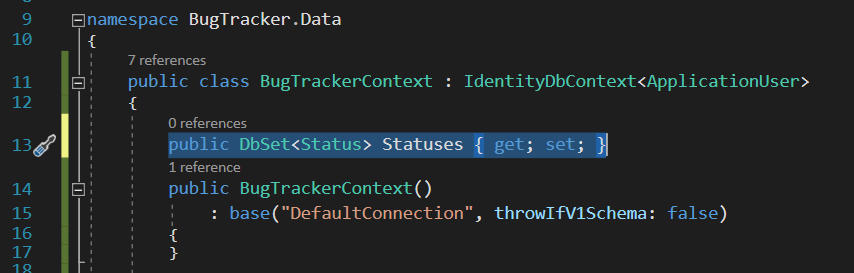 9 namespace BugTracker.Data
10 {
7 references
11 public class BugTrackerContext : IdentityDbContext<ApplicationUser>
12 {
0 references
13 public DbSet<Status> Statuses { get; set; }
1 reference
14 public BugTrackerContext()
15 : base("DefaultConnection", throwIfV1Schema: false)
16 {
17 }
18